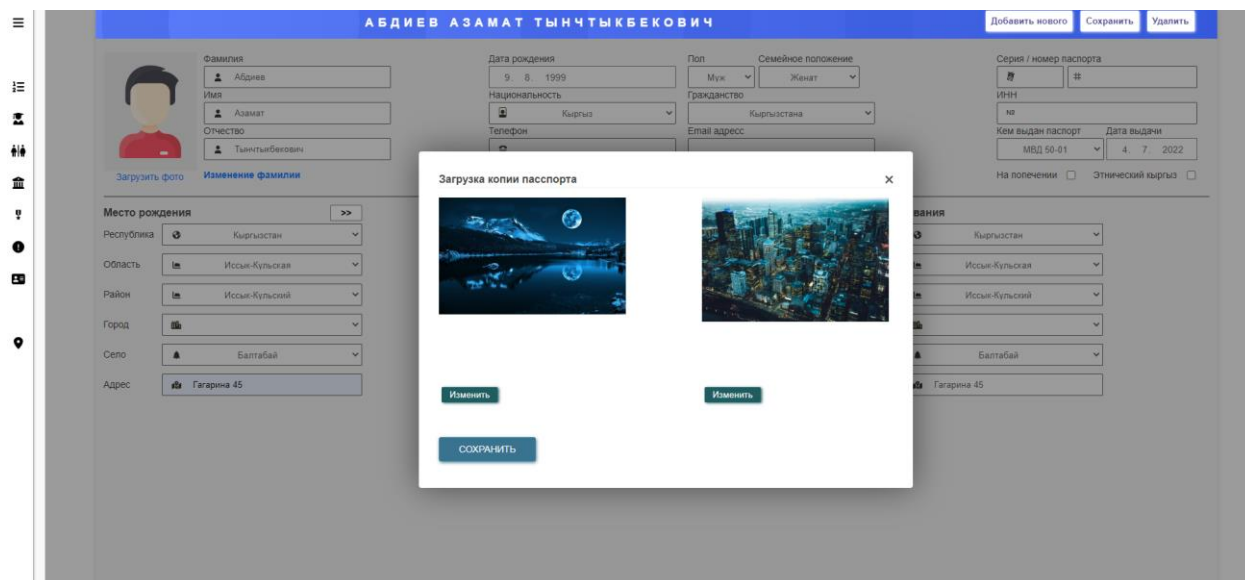 АБДИЕВ АЗАМАТ ТЫНЧТЫКБЕКОВИЧ
Добавить нового Сохранить Удалить
Фамилия Дата рождения Пол Семейное положение Серия / номер паспорта
Абдиев 9. 8. 1999 Муж Женат #
Имя Национальность Гражданство ИНН
Азамат Кыргыз Кыргызстана №
Отчество Телефон Email адресс Кем выдан паспорт Дата выдачи
Тынчтыкбекович МВД 50-01 4. 7. 2022
Загрузить фото Изменение фамилии На попечении Этнический кыргыз
Загрузка копии пасспорта ×
Место рождения >> вания
Республика Кыргызстан Кыргызстан
Область Иссык-Кульская Иссык-Кульская
Район Иссык-Кульский Иссык-Кульский
Город
Село Балтабай Балтабай
Адрес Гагарина 45 Гагарина 45
Изменить Изменить
СОХРАНИТЬ